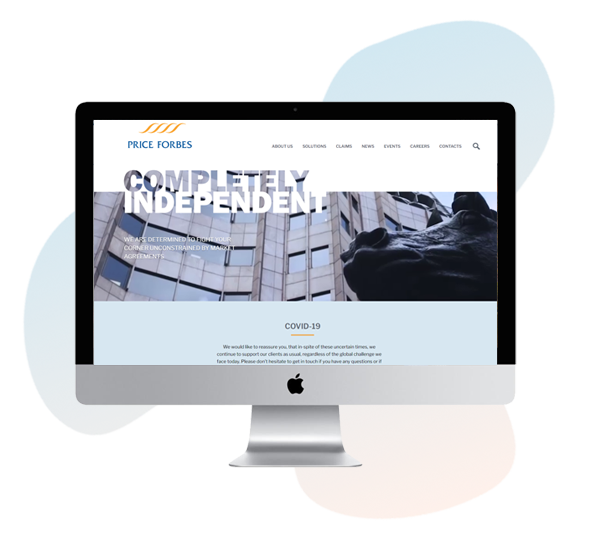 PRICE FORBES
ABOUT US SOLUTIONS CLAIMS NEWS EVENTS CAREERS CONTACTS
COMPLETELY
INDEPENDENT
WE ARE DETERMINED TO FIGHT YOUR
CORNER UNCONSTRAINED BY MARKET
AGREEMENTS
COVID-19
We would like to reassure you, that in spite of these uncertain times, we
continue to support our clients as usual, regardless of the global challenge we
face today. Please don't hesitate to get in touch if you have any questions or if